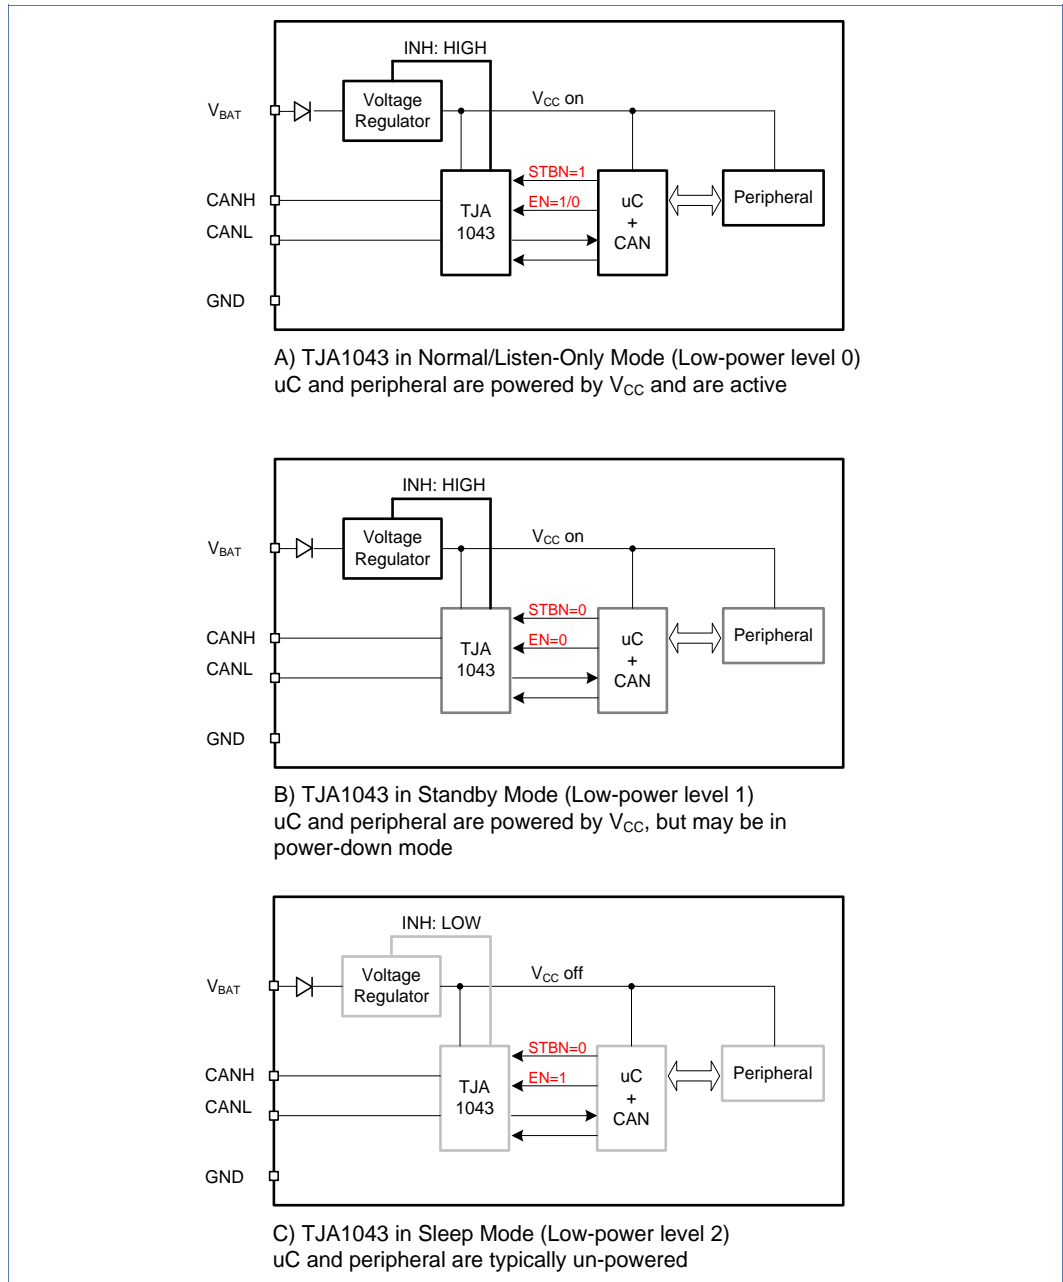 INH: HIGH
Voltage
Regulator
VBAT
VCC on
CANH
CANL
GND
TJA
1043
STBN=1
EN=1/0
uC
+
CAN
Peripheral
A) TJA1043 in Normal/Listen-Only Mode (Low-power level 0)
uC and peripheral are powered by VCC and are active
INH: HIGH
Voltage
Regulator
VBAT
VCC on
CANH
CANL
GND
TJA
1043
STBN=0
EN=0
uC
+
CAN
Peripheral
B) TJA1043 in Standby Mode (Low-power level 1)
uC and peripheral are powered by VCC, but may be in
power-down mode
INH: LOW
Voltage
Regulator
VBAT
VCC off
CANH
CANL
GND
TJA
1043
STBN=0
EN=1
uC
+
CAN
Peripheral
C) TJA1043 in Sleep Mode (Low-power level 2)
uC and peripheral are typically un-powered